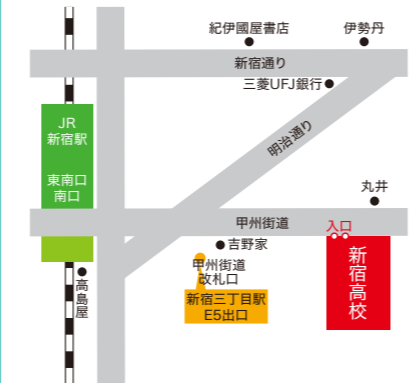 紀伊國屋書店
伊勢丹
新宿通り
三菱UFJ銀行
明治通り
JR
新宿駅
東南口
南口
丸井
甲州街道
入口
吉野家
甲州街道
改札口
新宿高校
高島屋
新宿三丁目駅
E5出口